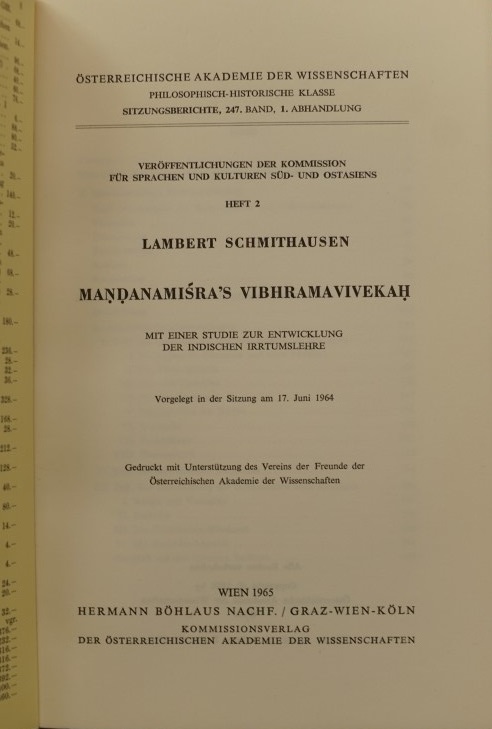 ÖSTERREICHISCHE AKADEMIE DER WISSENSCHAFTEN
PHILOSOPHISCH-HISTORISCHE KLASSE
SITZUNGSBERICHTE, 247. BAND, 1. ABHANDLUNG
VERÖFFENTLICHUNGEN DER KOMMISSION
FÜR SPRACHEN UND KULTUREN SÜD- UND OSTASIENS
HEFT 2
LAMBERT SCHMITHAUSEN
MAṆḌANAMIŚRA'S VIBHRAMAVIVEKAḤ
MIT EINER STUDIE ZUR ENTWICKLUNG
DER INDISCHEN IRRTUMSLEHRE
Vorgelegt in der Sitzung am 17. Juni 1964
Gedruckt mit Unterstützung des Vereins der Freunde der
Österreichischen Akademie der Wissenschaften
WIEN 1965
HERMANN BÖHLAUS NACHF. / GRAZ-WIEN-KÖLN
KOMMISSIONSVERLAG
DER ÖSTERREICHISCHEN AKADEMIE DER WISSENSCHAFTEN